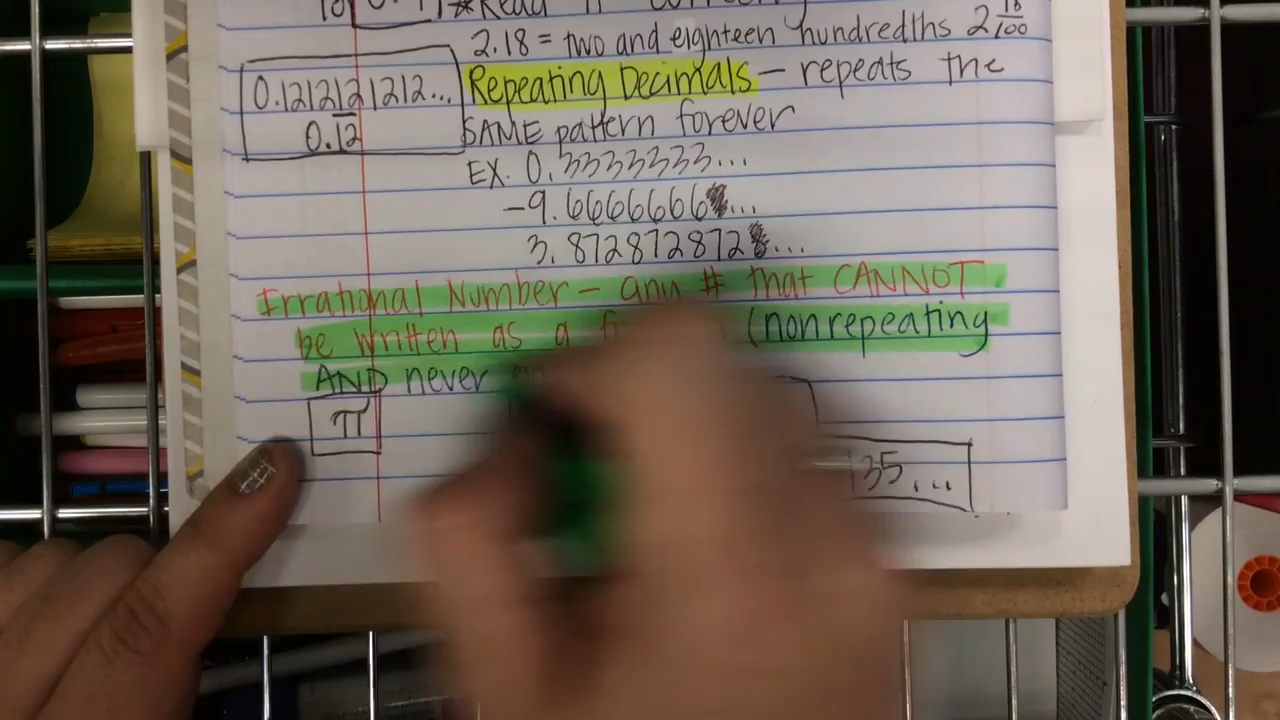 2.18 = two and eighteen hundredths 2 18/100
0.1212121212...
0.12
Repeating Decimals – repeats the
SAME pattern forever
EX. 0.3333333...
-9.6666666...
3.872872872...
Irrational Number – any # that CANNOT
be written as a (nonrepeating
AND never
π
35...